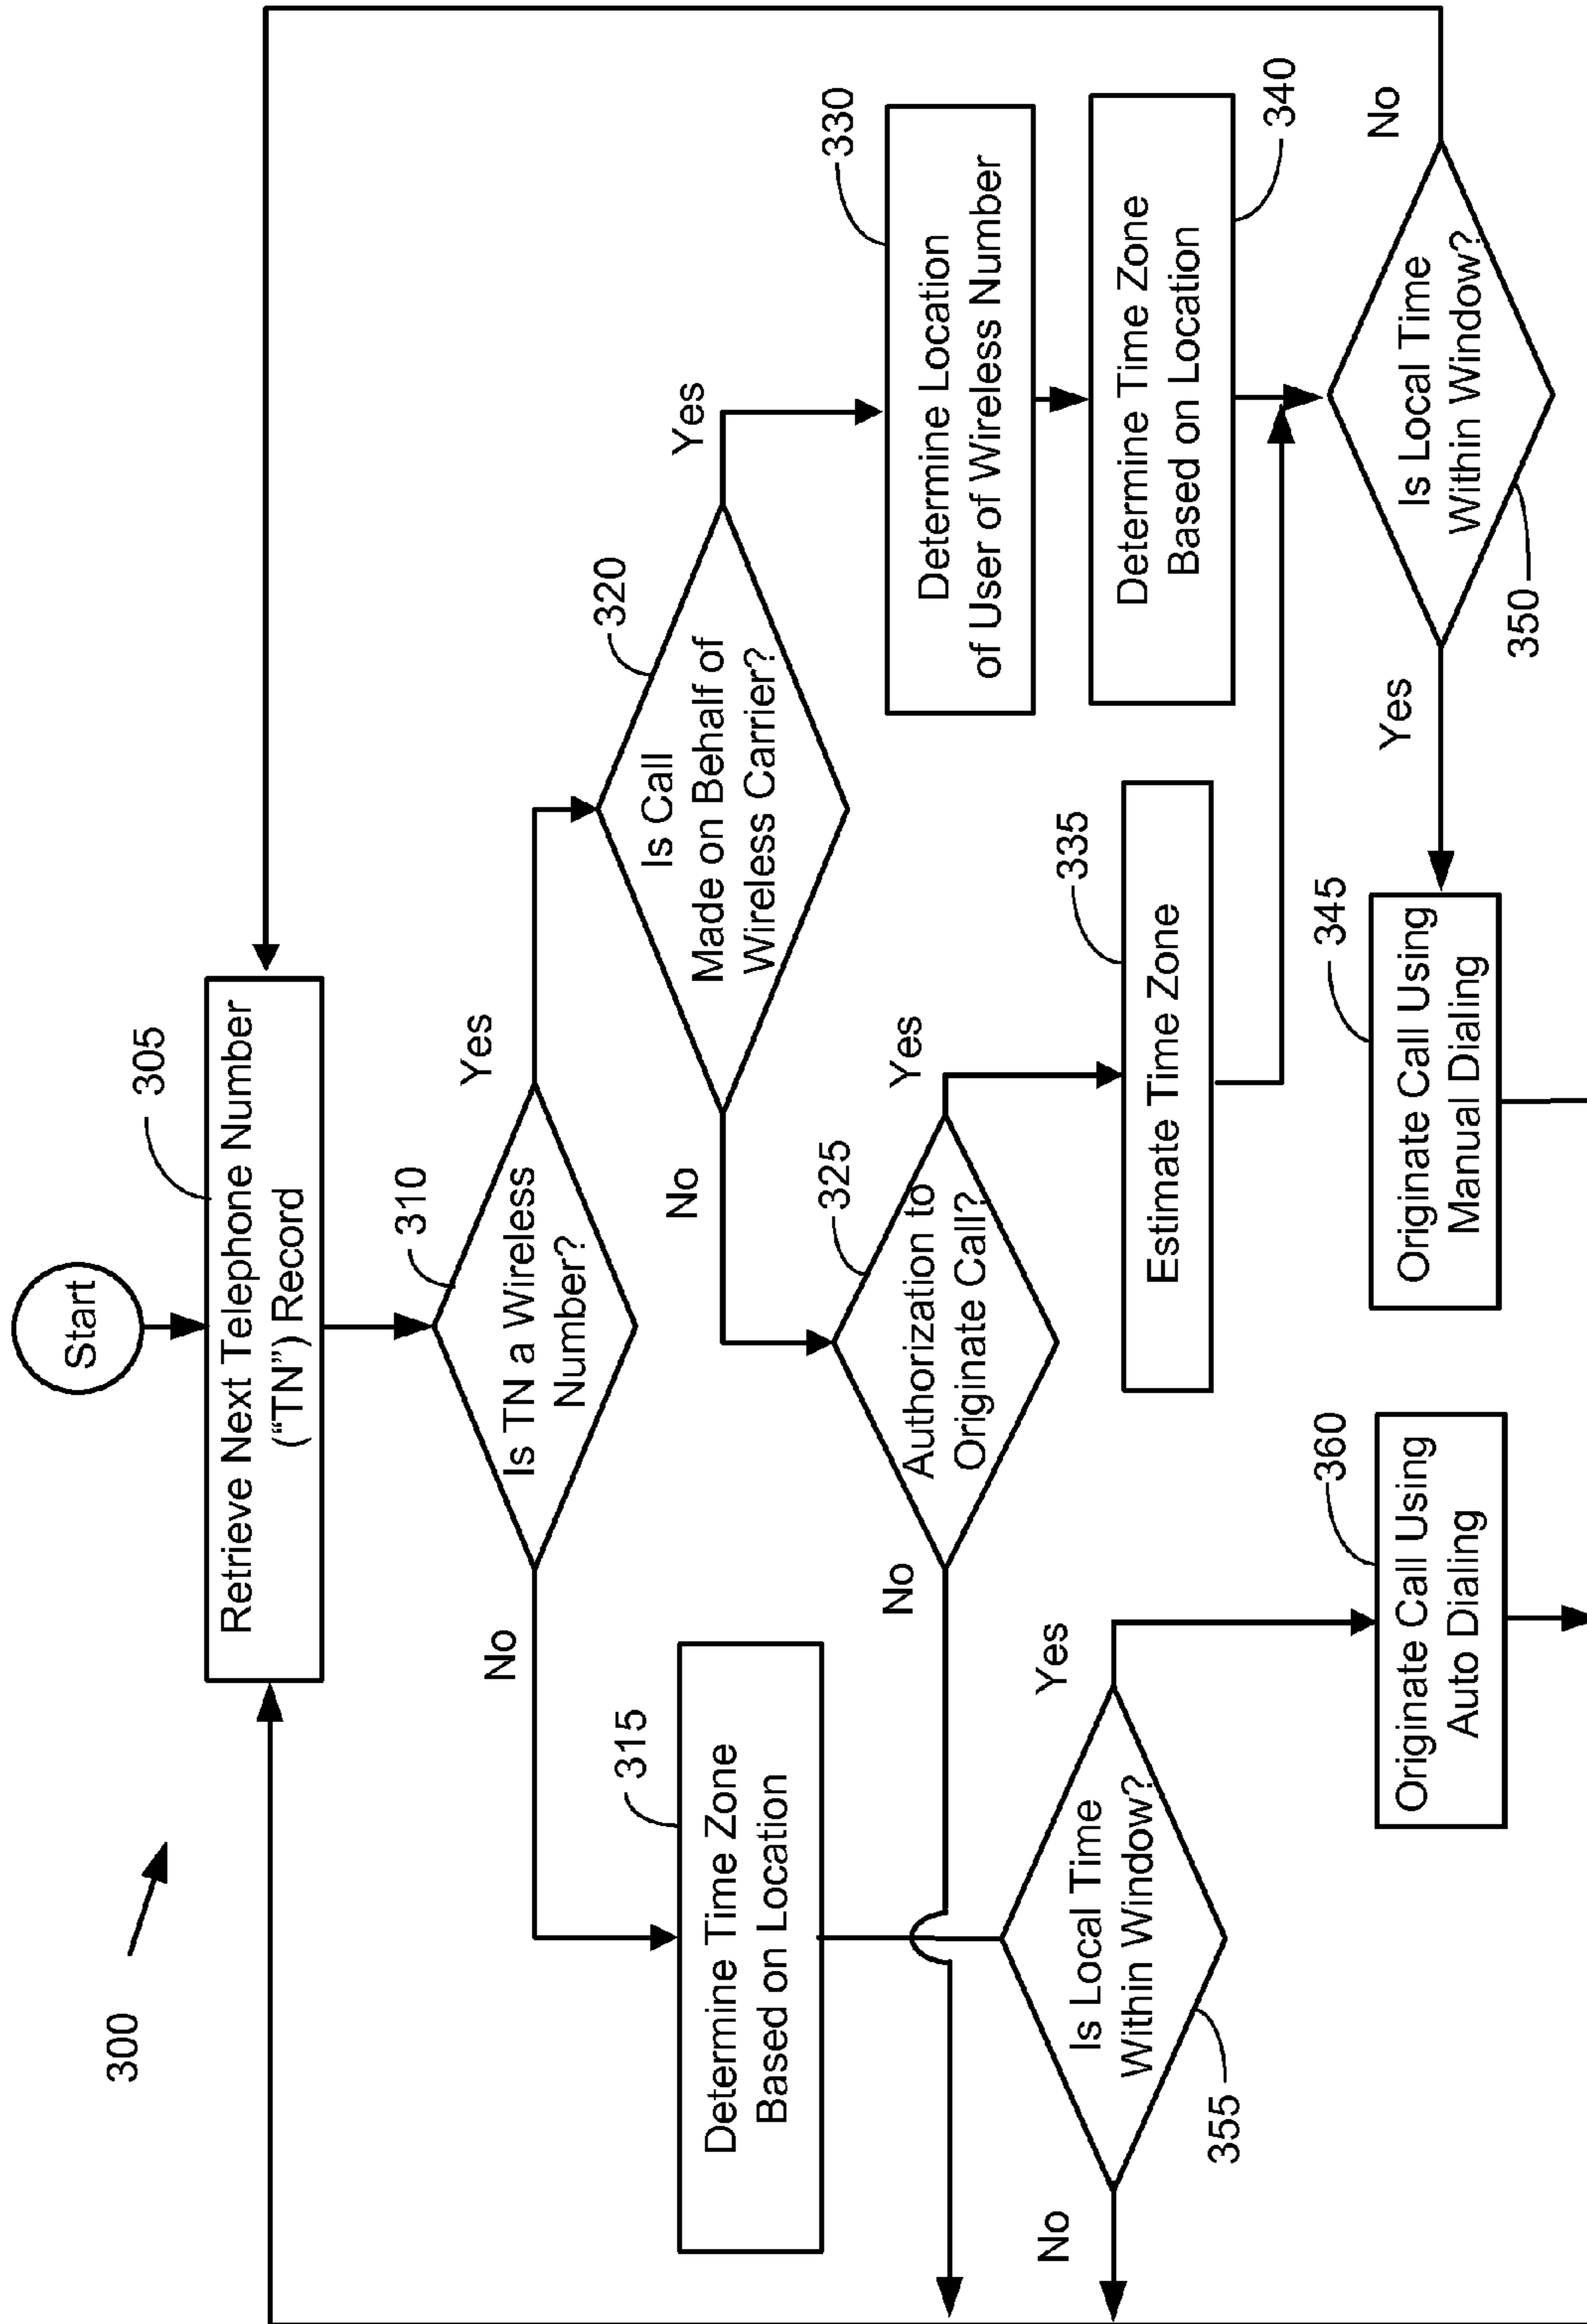 300
Start
305
Retrieve Next Telephone Number
(“TN”) Record
310
Is TN a Wireless
Number?
No
Yes
315
Determine Time Zone
Based on Location
320
Is Call
Made on Behalf of
Wireless Carrier?
No
Yes
325
Authorization to
Originate Call?
No
Yes
330
Determine Location
of User of Wireless Number
335
Estimate Time Zone
340
Determine Time Zone
Based on Location
355
Is Local Time
Within Window?
No
Yes
350
Is Local Time
Within Window?
Yes
No
360
Originate Call Using
Auto Dialing
345
Originate Call Using
Manual Dialing